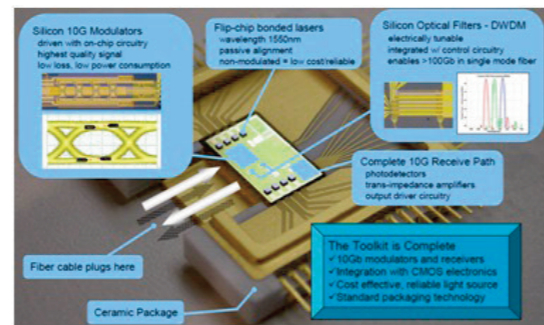 Silicon 10G Modulators
driven with on-chip circuitry
highest quality signal
low loss, low power consumption
Flip-chip bonded lasers
wavelength 1550nm
passive alignment
non-modulated = low cost/reliable
Silicon Optical Filters - DWDM
electrically tunable
integrated w/ control circuitry
enables >100Gb in single mode fiber
Complete 10G Receive Path
photodetectors
trans-impedance amplifiers
output driver circuitry
Fiber cable plugs here
Ceramic Package
The Toolkit is Complete
✓10Gb modulators and receivers
✓Integration with CMOS electronics
✓Cost effective, reliable light source
✓Standard packaging technology